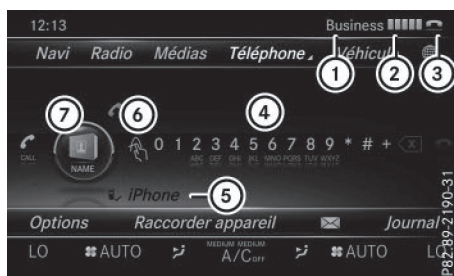 12:13 Business
Navi Radio Médias Téléphone Véhicul
1 2 3
7 6 4
0 1 2 3 4 5 6 7 8 9 * # +
CALL ABC DEF GHI JKL MNO PQRS TUV WXYZ
NAME
iPhone 5
Options Raccorder appareil Journal
LO AUTO MEDIUM MEDIUM AUTO LO
A/C OFF
P82.89-2190-31